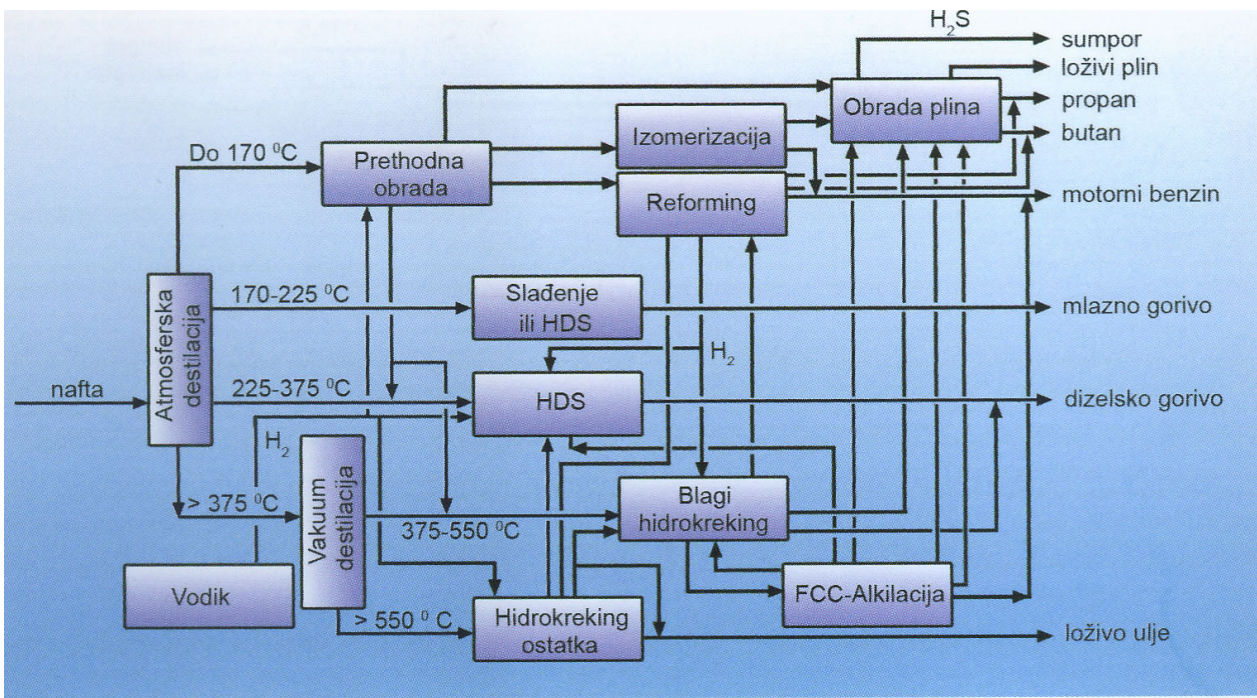 H₂S
sumpor
loživi plin
propan
butan
Obrada plina
Izomerizacija
Do 170 ⁰C
Prethodna
obrada
Reforming
motorni benzin
170-225 ⁰C
Slađenje
ili HDS
mlazno gorivo
Atmosferska
destilacija
H₂
nafta
225-375 ⁰C
HDS
dizelsko gorivo
H₂
> 375 ⁰C
Vakuum
destilacija
375-550 ⁰C
Blagi
hidrokreking
Vodik
FCC-Alkilacija
> 550 ⁰ C
Hidrokreking
ostatka
loživo ulje